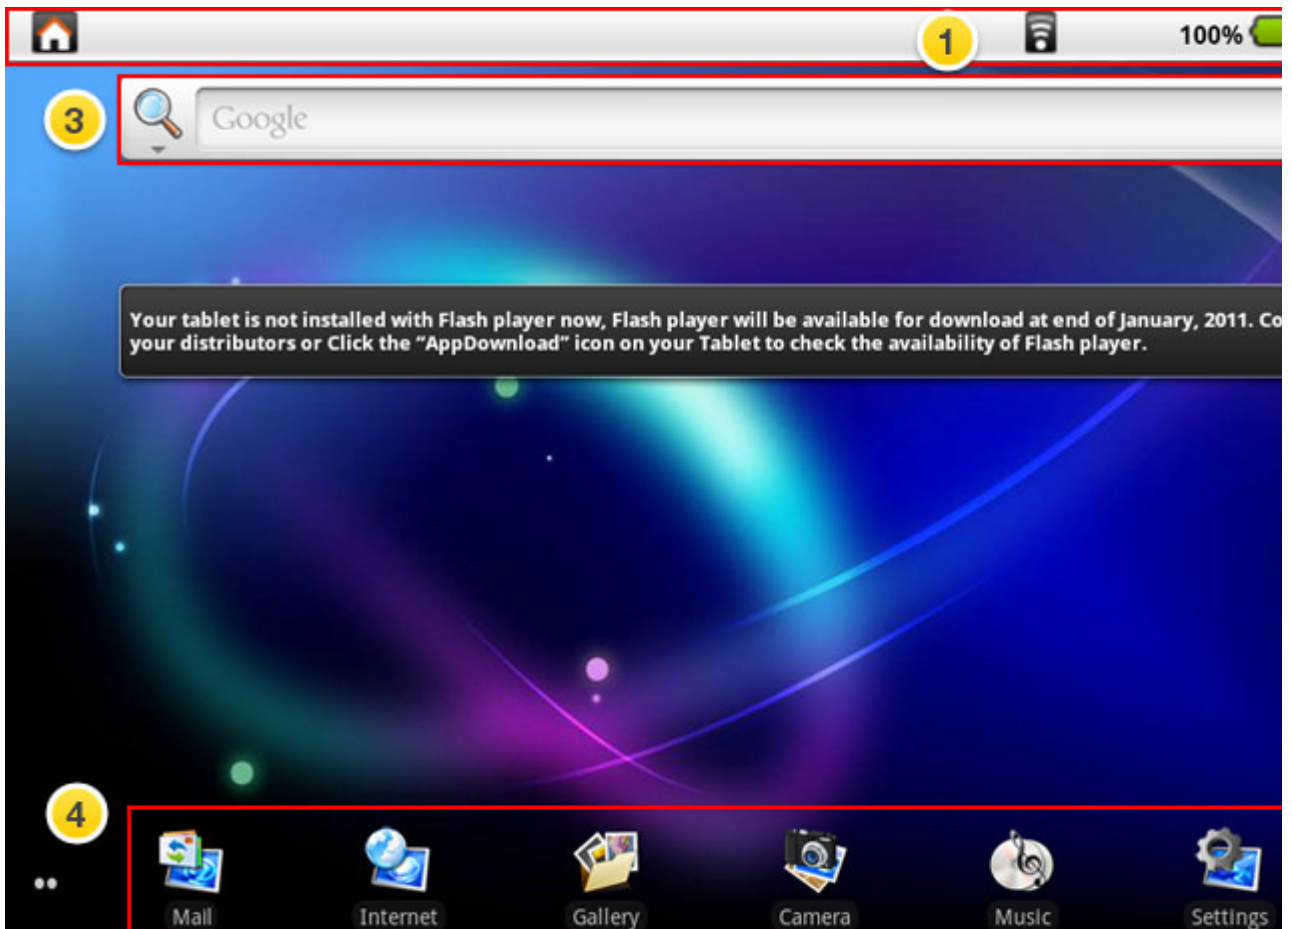 1
100%
3
Google
Your tablet is not installed with Flash player now, Flash player will be available for download at end of January, 2011. Co
your distributors or Click the “AppDownload” icon on your Tablet to check the availability of Flash player.
4
Mail Internet Gallery Camera Music Settings